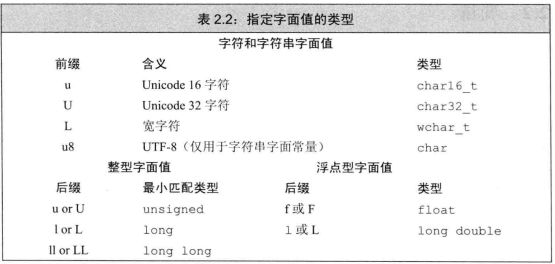 表 2.2：指定字面值的类型
字符和字符串字面值
前缀 含义 类型
u Unicode 16 字符 char16_t
U Unicode 32 字符 char32_t
L 宽字符 wchar_t
u8 UTF-8（仅用于字符串字面常量） char
整型字面值 浮点型字面值
后缀 最小匹配类型 后缀 类型
u or U unsigned f 或 F float
l or L long l 或 L long double
ll or LL long long